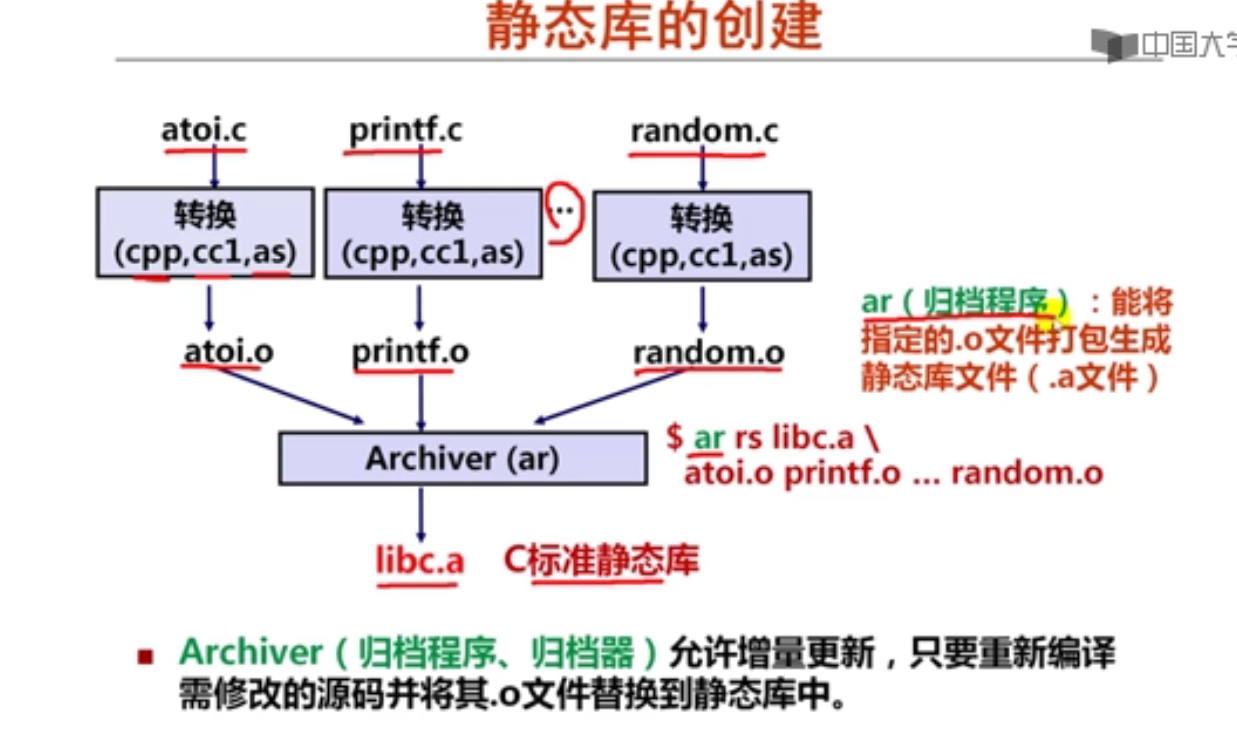 静态库的创建
中国大学
atoi.c
printf.c
random.c
转换
(cpp,cc1,as)
转换
(cpp,cc1,as)
...
转换
(cpp,cc1,as)
atoi.o
printf.o
random.o
ar（归档程序）：能将
指定的.o文件打包生成
静态库文件（.a文件）
Archiver (ar)
$ ar rs libc.a \
atoi.o printf.o ... random.o
libc.a
C标准静态库
■ Archiver（归档程序、归档器）允许增量更新，只要重新编译
需修改的源码并将其.o文件替换到静态库中。